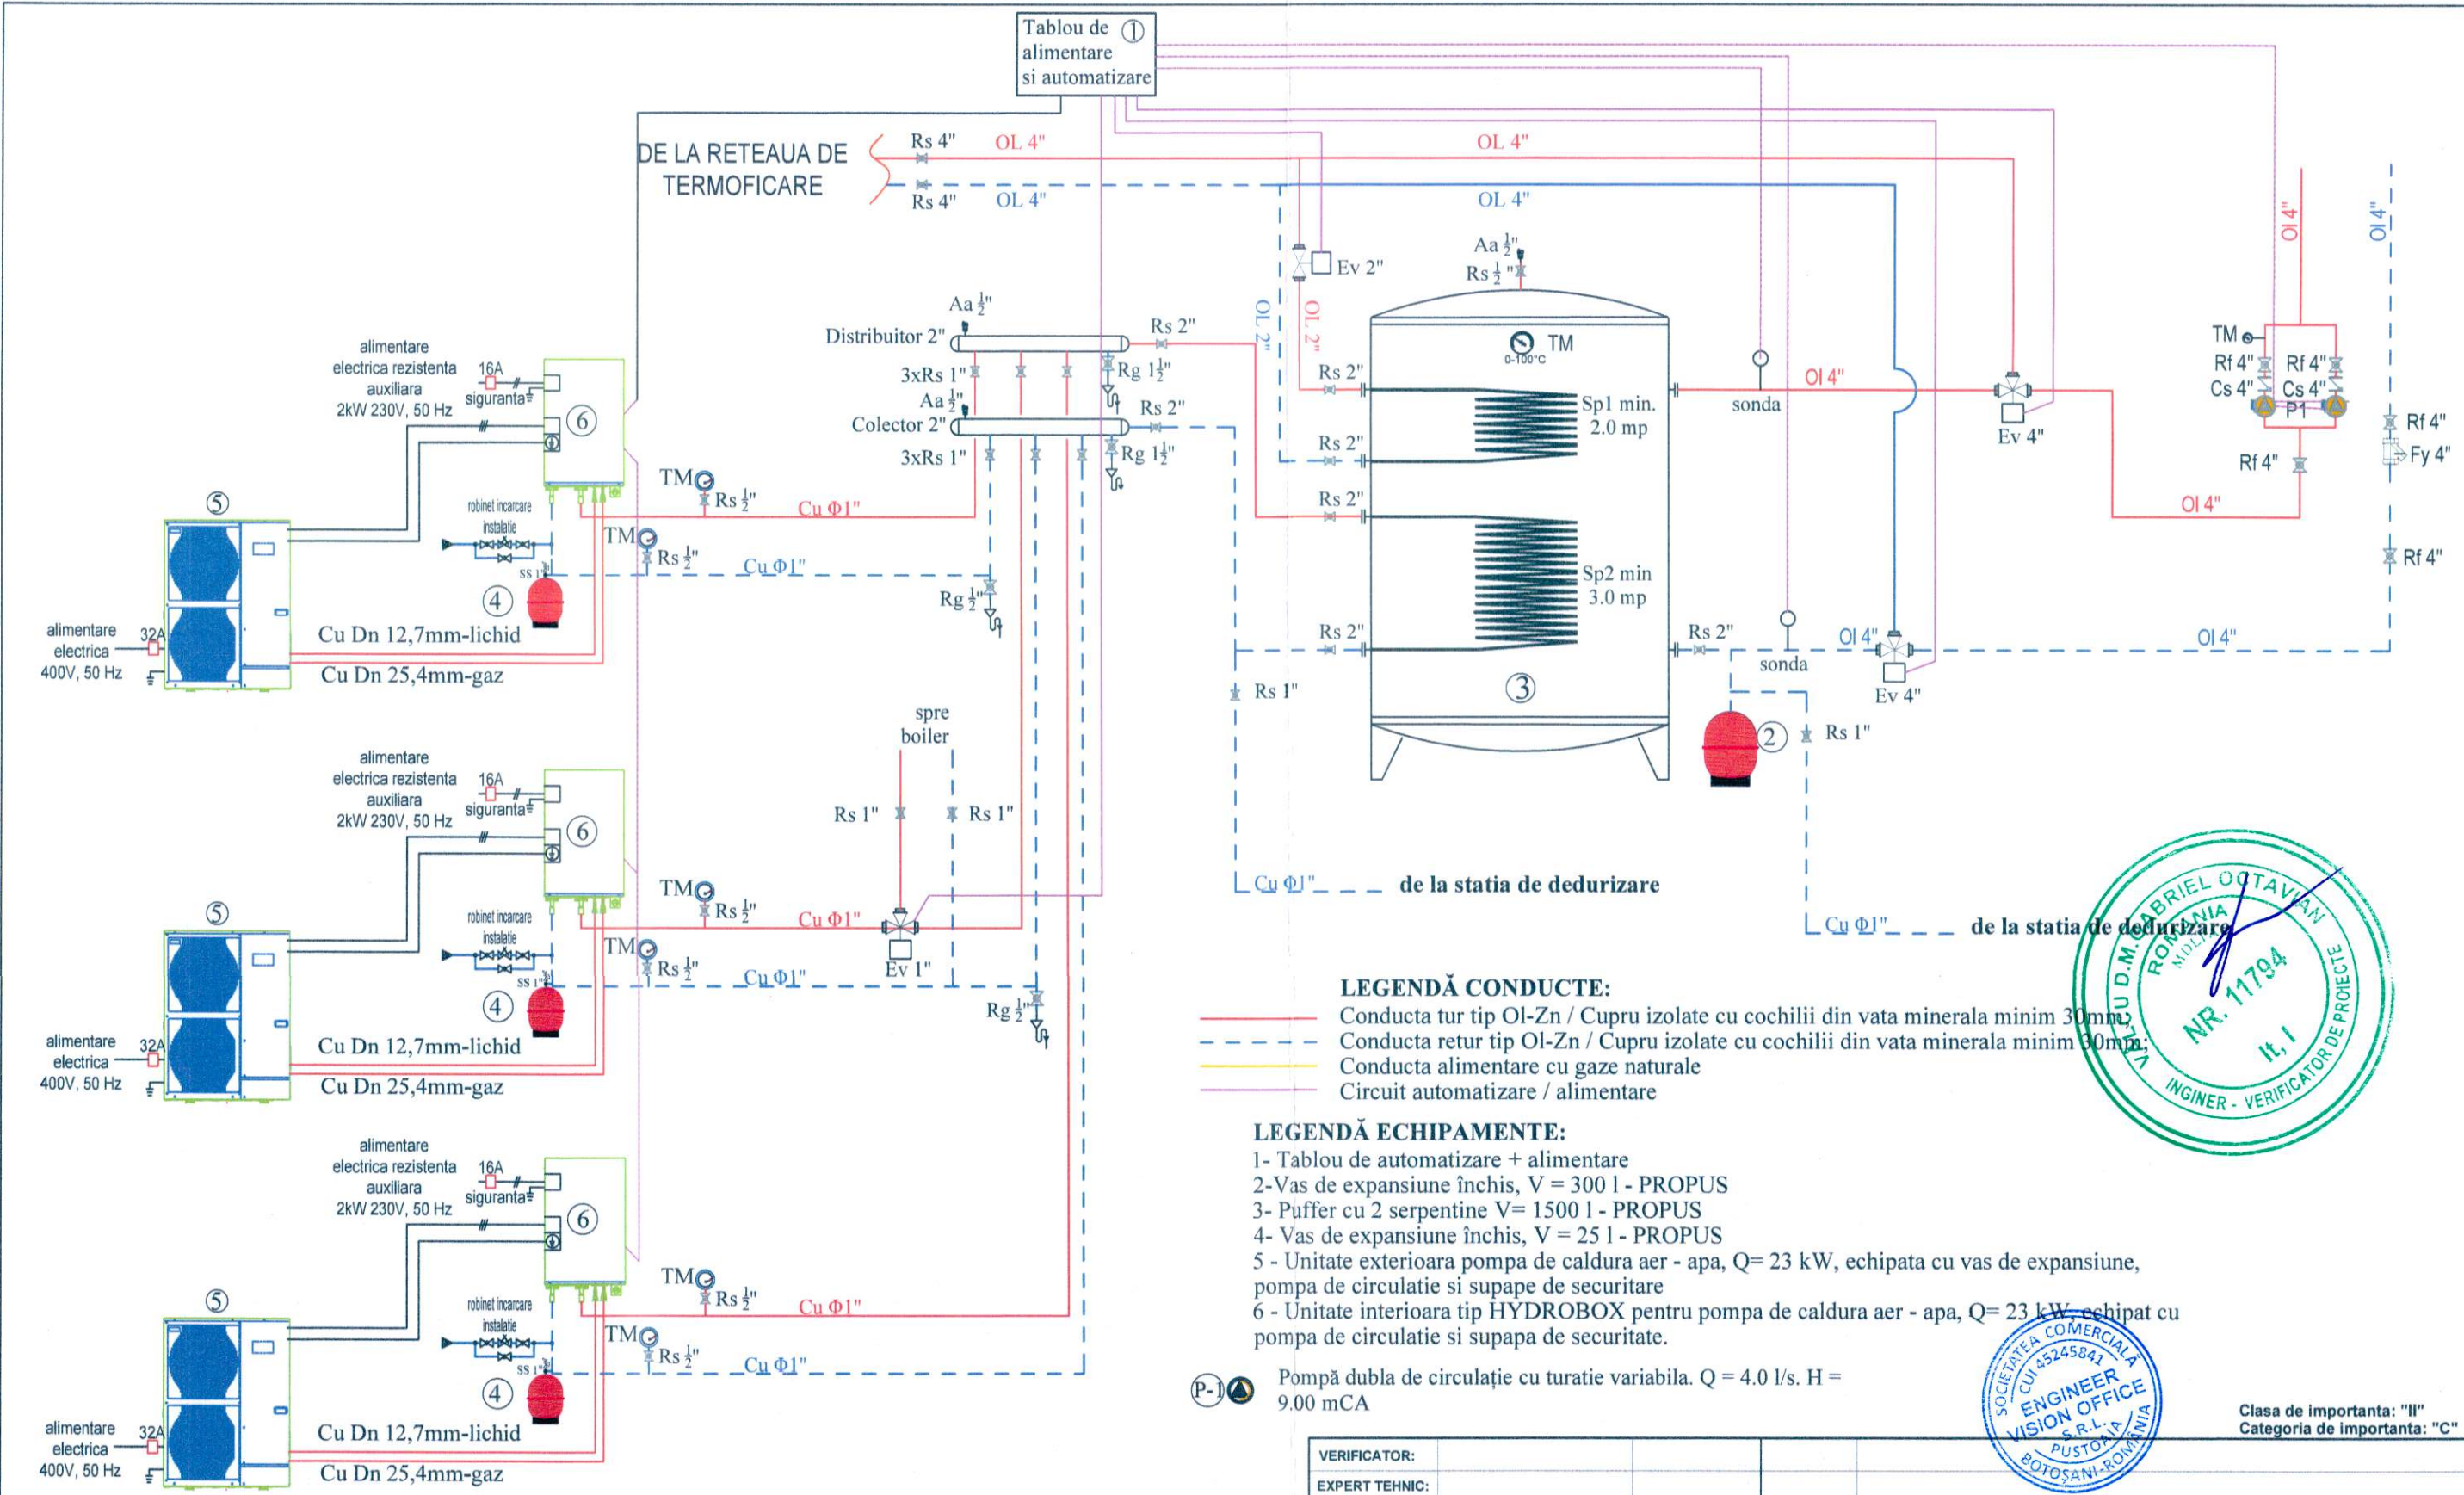 Tablou de ①
alimentare
si automatizare
DE LA RETEAUA DE
TERMOFICARE
Rs 4"
OL 4"
OL 4"
Rs 4"
OL 4"
OL 4"
Ev 2"
OL 2"
OL 2"
Aa ½"
Rs ½"
TM
0-100°C
Sp1 min.
2.0 mp
Sp2 min
3.0 mp
③
Rs 2"
Rs 2"
Rs 2"
Rs 2"
Rs 2"
sonda
Ol 4"
Ev 4"
sonda
Ol 4"
Ev 4"
Ol 4"
②
Rs 1"
Ol 4"
Ol 4"
TM
Rf 4"
Rf 4"
Cs 4"
Cs 4"
P1
Rf 4"
Ol 4"
Rf 4"
Fy 4"
Rf 4"
Aa ½"
Distribuitor 2"
Rs 2"
3xRs 1"
Rg 1½"
Aa ½"
Colector 2"
Rs 2"
3xRs 1"
Rg 1½"
Rg ½"
Rs 1"
alimentare
electrica rezistenta
auxiliara
2kW 230V, 50 Hz
16A
siguranta
⑥
⑤
robinet incarcare
instalatie
TM
Rs ½"
Cu Φ1"
TM
Rs ½"
Cu Φ1"
SS 1"
④
alimentare
electrica
400V, 50 Hz
32A
Cu Dn 12,7mm-lichid
Cu Dn 25,4mm-gaz
spre
boiler
Rs 1"
Rs 1"
alimentare
electrica rezistenta
auxiliara
2kW 230V, 50 Hz
16A
siguranta
⑥
⑤
robinet incarcare
instalatie
TM
Rs ½"
Cu Φ1"
Ev 1"
TM
Rs ½"
Cu Φ1"
Rg ½"
SS 1"
④
alimentare
electrica
400V, 50 Hz
32A
Cu Dn 12,7mm-lichid
Cu Dn 25,4mm-gaz
alimentare
electrica rezistenta
auxiliara
2kW 230V, 50 Hz
16A
siguranta
⑥
⑤
robinet incarcare
instalatie
TM
Rs ½"
Cu Φ1"
TM
Rs ½"
Cu Φ1"
SS 1"
④
alimentare
electrica
400V, 50 Hz
32A
Cu Dn 12,7mm-lichid
Cu Dn 25,4mm-gaz
Cu Φ1" de la statia de dedurizare
Cu Φ1" de la statia de dedurizare
LEGENDĂ CONDUCTE:
Conducta tur tip Ol-Zn / Cupru izolate cu cochilii din vata minerala minim 30mm;
Conducta retur tip Ol-Zn / Cupru izolate cu cochilii din vata minerala minim 30mm;
Conducta alimentare cu gaze naturale
Circuit automatizare / alimentare
LEGENDĂ ECHIPAMENTE:
1- Tablou de automatizare + alimentare
2-Vas de expansiune închis, V = 300 l - PROPUS
3- Puffer cu 2 serpentine V= 1500 l - PROPUS
4- Vas de expansiune închis, V = 25 l - PROPUS
5 - Unitate exterioara pompa de caldura aer - apa, Q= 23 kW, echipata cu vas de expansiune,
pompa de circulatie si supape de securitare
6 - Unitate interioara tip HYDROBOX pentru pompa de caldura aer - apa, Q= 23 kW, echipat cu
pompa de circulatie si supapa de securitate.
P-1 Pompă dubla de circulație cu turatie variabila. Q = 4.0 l/s. H =
9.00 mCA
D.M. GABRIEL OCTAVIAN
ROMANIA
NR. 11794
It, I
INGINER - VERIFICATOR DE PROIECTE
SOCIETATEA COMERCIALĂ
CUI 45245841
ENGINEER
VISION OFFICE
S.R.L.
PUSTOAIA
BOTOȘANI-ROMÂNIA
Clasa de importanta: "II"
Categoria de importanta: "C"
VERIFICATOR:
EXPERT TEHNIC: